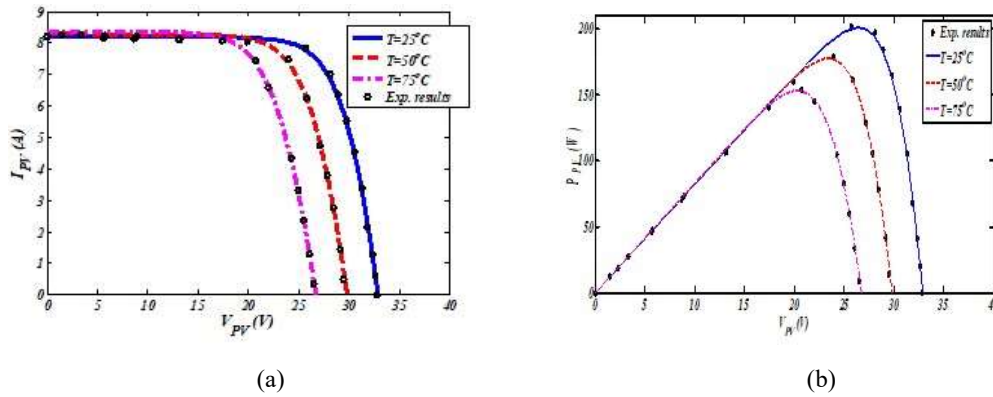 9
8
7
6
5
4
3
2
1
0
I_PV (A)
T=25°C
T=50°C
T=75°C
Exp. results
0 5 10 15 20 25 30 35 40
V_PV (V)
(a)
200
150
100
50
0
Exp. results
T=25°C
T=50°C
T=75°C
0 5 10 15 20 25 30 35 40
V_PV (V)
(b)